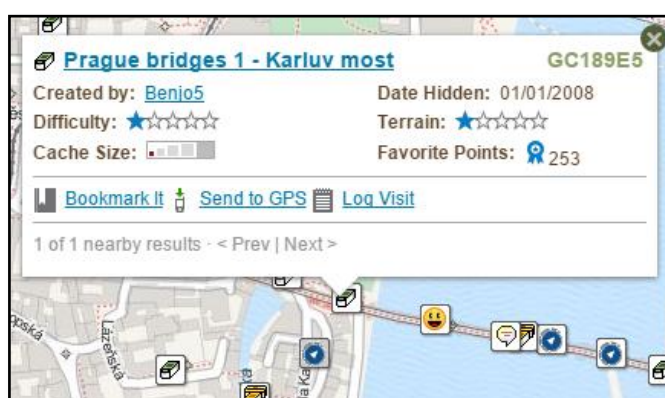 Prague bridges 1 - Karluv most GC189E5
Created by: Benjo5 Date Hidden: 01/01/2008
Difficulty: Terrain:
Cache Size: Favorite Points: 253
Bookmark It Send to GPS Log Visit
1 of 1 nearby results · < Prev | Next >
opská
Lázeňská